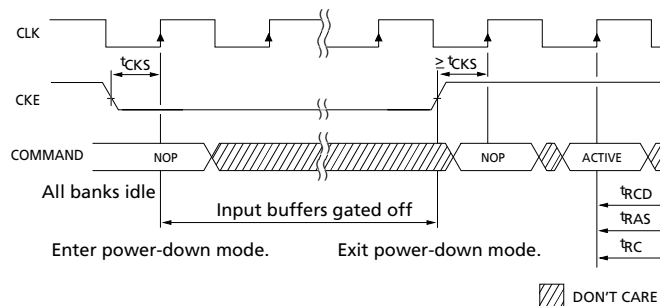 CLK
tCKS
≥ tCKS
CKE
COMMAND
NOP
NOP
ACTIVE
All banks idle
Input buffers gated off
tRCD
tRAS
tRC
Enter power-down mode.
Exit power-down mode.
DON'T CARE